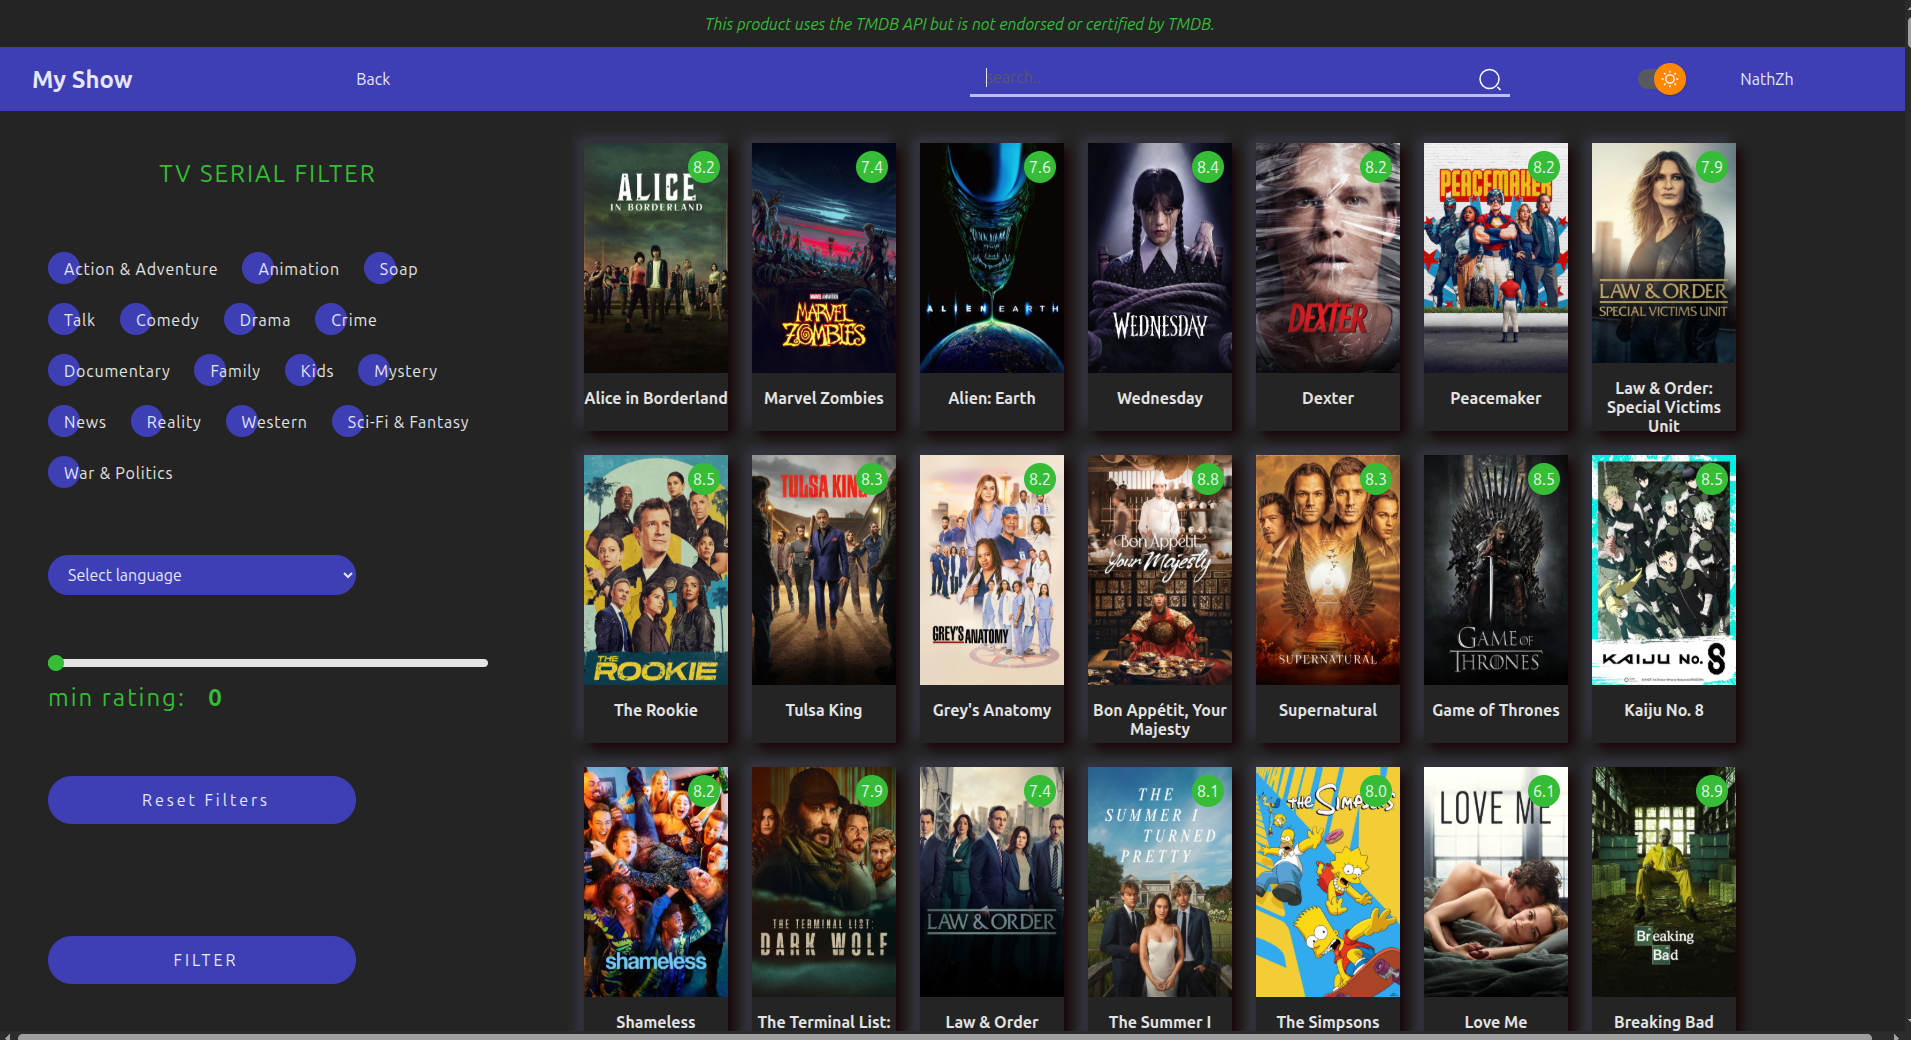 This product uses the TMDB API but is not endorsed or certified by TMDB.
My Show
Back
search..
NathZh
TV SERIAL FILTER
Action & Adventure
Animation
Soap
Talk
Comedy
Drama
Crime
Documentary
Family
Kids
Mystery
News
Reality
Western
Sci-Fi & Fantasy
War & Politics
Select language
min rating: 0
Reset Filters
FILTER
8.2
ALICE
IN BORDERLAND
Alice in Borderland
7.4
MARVEL
ZOMBIES
Marvel Zombies
7.6
ALIEN EARTH
Alien: Earth
8.4
WEDNESDAY
Wednesday
8.2
DEXTER
Dexter
8.2
PEACEMAKER
Peacemaker
7.9
LAW & ORDER
SPECIAL VICTIMS UNIT
Law & Order:
Special Victims
Unit
8.5
THE
ROOKIE
The Rookie
8.3
TULSA KING
Tulsa King
8.2
GREY'S ANATOMY
Grey's Anatomy
8.8
Bon Appétit,
Your Majesty
Bon Appétit, Your
Majesty
8.3
SUPERNATURAL
Supernatural
8.5
GAME OF
THRONES
Game of Thrones
8.5
KAIJU No. 8
Kaiju No. 8
8.2
shameless
Shameless
7.9
THE TERMINAL LIST:
DARK WOLF
The Terminal List:
7.4
LAW & ORDER
Law & Order
8.1
THE
SUMMER I
TURNED
PRETTY
The Summer I
8.0
THE SIMPSONS
The Simpsons
6.1
LOVE ME
Love Me
8.9
Breaking
Bad
Breaking Bad